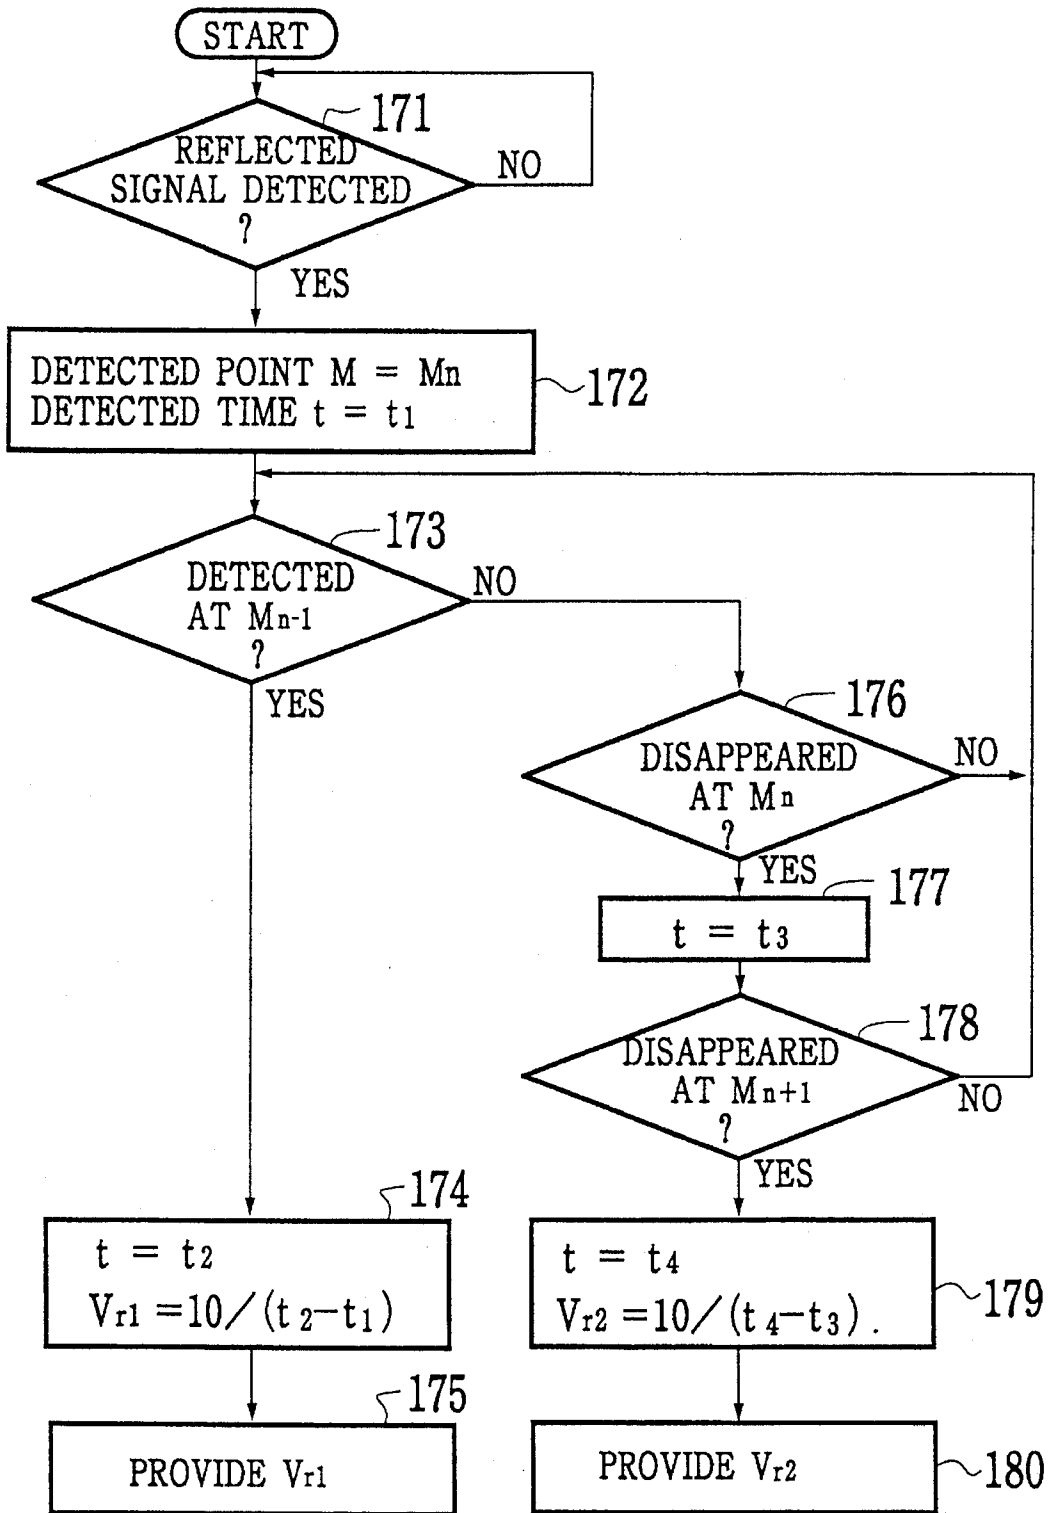 START
171
REFLECTED
SIGNAL DETECTED
?
NO
YES
DETECTED POINT M = Mn
DETECTED TIME t = t1
172
173
DETECTED
AT Mn-1
?
NO
YES
176
DISAPPEARED
AT Mn
?
NO
YES
177
t = t3
178
DISAPPEARED
AT Mn+1
?
NO
YES
174
t = t2
Vr1 =10/(t2-t1)
t = t4
Vr2 =10/(t4-t3).
179
175
PROVIDE Vr1
PROVIDE Vr2
180